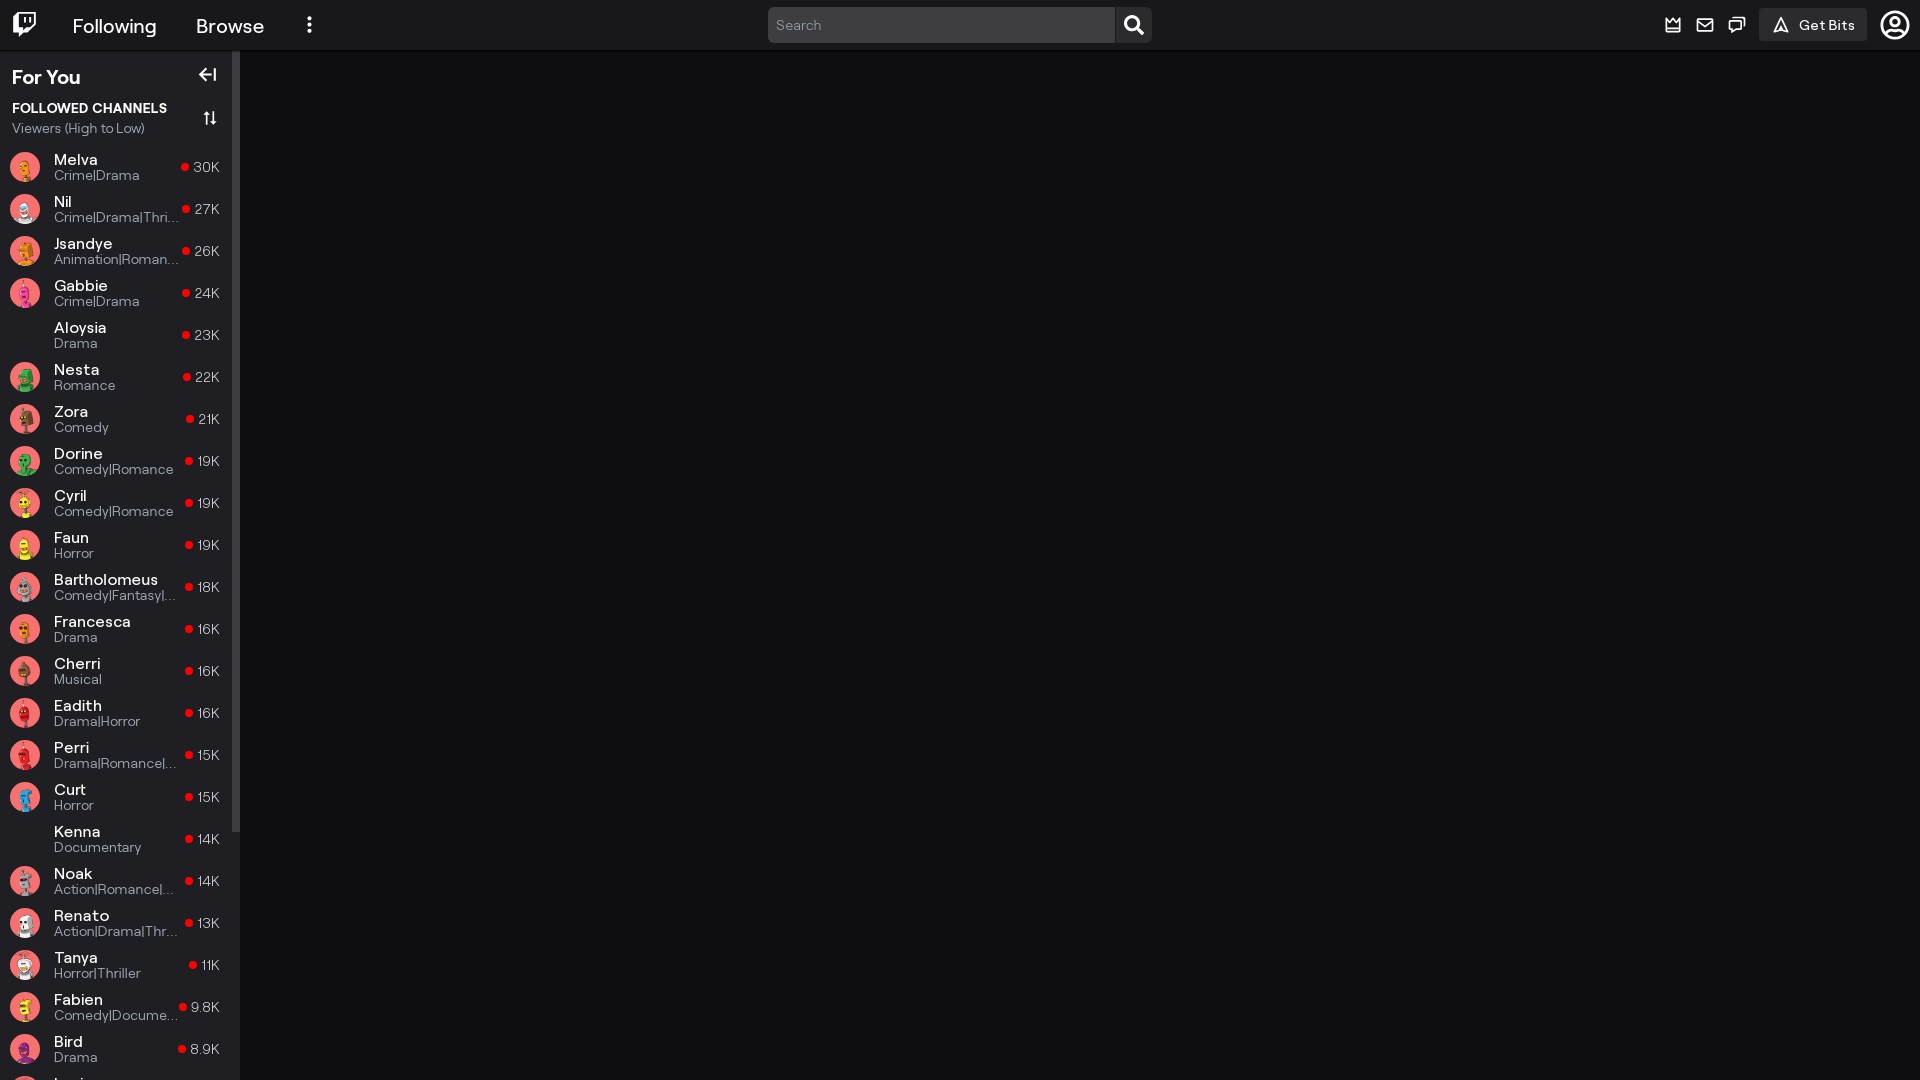 Following
Browse
Search
Get Bits
For You
FOLLOWED CHANNELS
Viewers (High to Low)
Melva
Crime|Drama
30K
Nil
Crime|Drama|Thri...
27K
Jsandye
Animation|Roman...
26K
Gabbie
Crime|Drama
24K
Aloysia
Drama
23K
Nesta
Romance
22K
Zora
Comedy
21K
Dorine
Comedy|Romance
19K
Cyril
Comedy|Romance
19K
Faun
Horror
19K
Bartholomeus
Comedy|Fantasy|...
18K
Francesca
Drama
16K
Cherri
Musical
16K
Eadith
Drama|Horror
16K
Perri
Drama|Romance|...
15K
Curt
Horror
15K
Kenna
Documentary
14K
Noak
Action|Romance|...
14K
Renato
Action|Drama|Thr...
13K
Tanya
Horror|Thriller
11K
Fabien
Comedy|Docume...
9.8K
Bird
Drama
8.9K